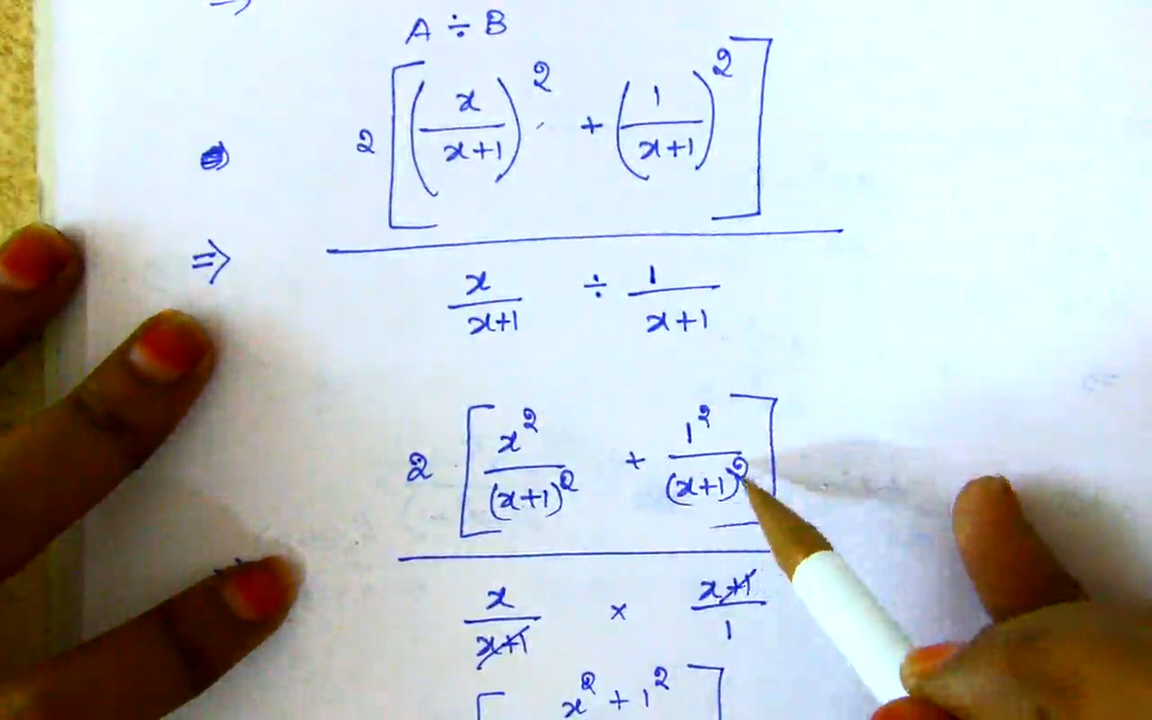 A ÷ B
2 [ (x/(x+1))² + (1/(x+1))² ]
⇒ x/(x+1) ÷ 1/(x+1)
2 [ x²/(x+1)² + 1²/(x+1)² ]
x/(x+1) × (x+1)/1
[ x² + 1² ]